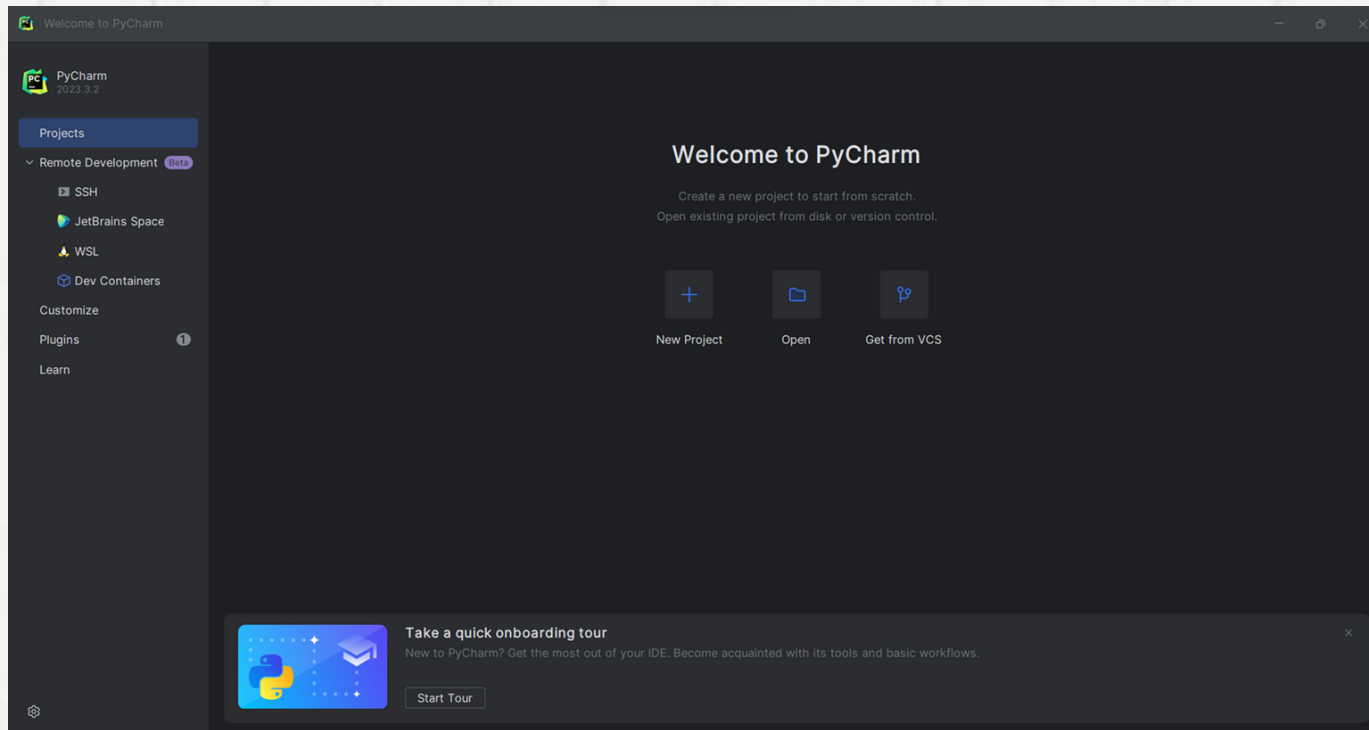 Welcome to PyCharm
PC
PyCharm
2023.3.2
Projects
Remote Development Beta
SSH
JetBrains Space
WSL
Dev Containers
Customize
Plugins 1
Learn
Welcome to PyCharm
Create a new project to start from scratch.
Open existing project from disk or version control.
New Project Open Get from VCS
Take a quick onboarding tour
New to PyCharm? Get the most out of your IDE. Become acquainted with its tools and basic workflows.
Start Tour